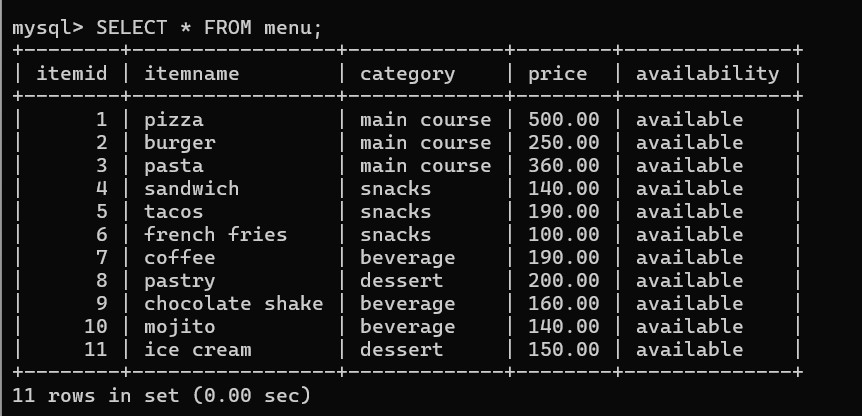 mysql> SELECT * FROM menu;
+--------+-----------------+-------------+--------+--------------+
| itemid | itemname        | category    | price  | availability |
+--------+-----------------+-------------+--------+--------------+
|      1 | pizza           | main course | 500.00 | available    |
|      2 | burger          | main course | 250.00 | available    |
|      3 | pasta           | main course | 360.00 | available    |
|      4 | sandwich        | snacks      | 140.00 | available    |
|      5 | tacos           | snacks      | 190.00 | available    |
|      6 | french fries    | snacks      | 100.00 | available    |
|      7 | coffee          | beverage    | 190.00 | available    |
|      8 | pastry          | dessert     | 200.00 | available    |
|      9 | chocolate shake | beverage    | 160.00 | available    |
|     10 | mojito          | beverage    | 140.00 | available    |
|     11 | ice cream       | dessert     | 150.00 | available    |
+--------+-----------------+-------------+--------+--------------+
11 rows in set (0.00 sec)